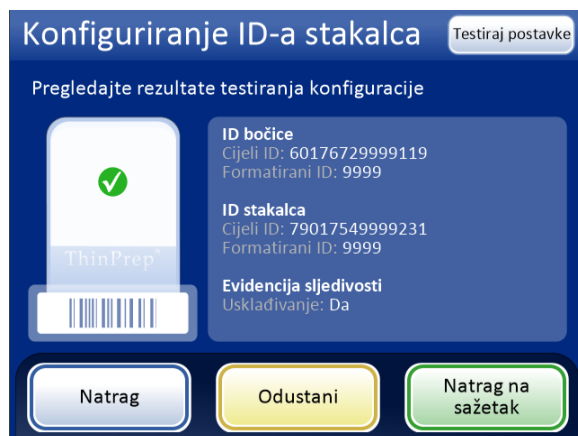 Konfiguriranje ID-a stakalca
Testiraj postavke
Pregledajte rezultate testiranja konfiguracije
ThinPrep™
ID bočice
Cijeli ID: 60176729999119
Formatirani ID: 9999
ID stakalca
Cijeli ID: 79017549999231
Formatirani ID: 9999
Evidencija sljedivosti
Usklađivanje: Da
Natrag
Odustani
Natrag na
sažetak